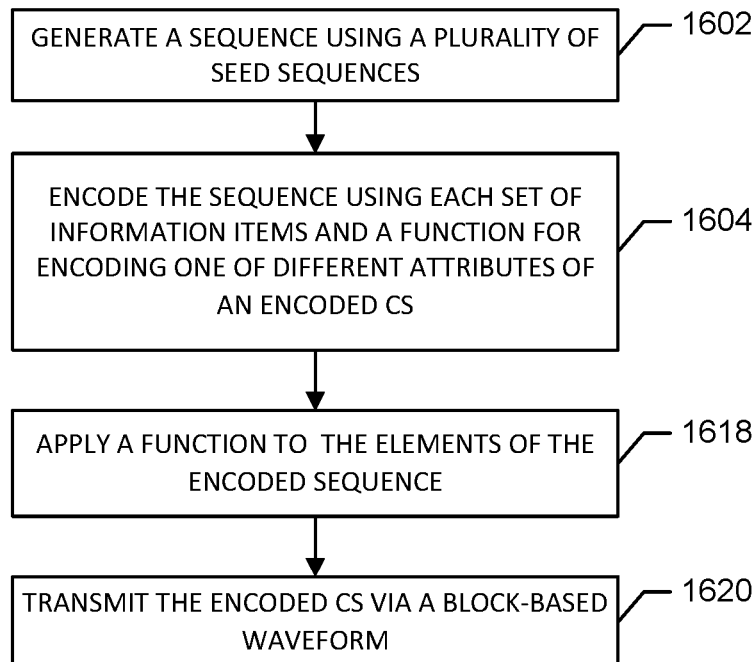 GENERATE A SEQUENCE USING A PLURALITY OF
SEED SEQUENCES
1602
ENCODE THE SEQUENCE USING EACH SET OF
INFORMATION ITEMS AND A FUNCTION FOR
ENCODING ONE OF DIFFERENT ATTRIBUTES OF
AN ENCODED CS
1604
APPLY A FUNCTION TO THE ELEMENTS OF THE
ENCODED SEQUENCE
1618
TRANSMIT THE ENCODED CS VIA A BLOCK-BASED
WAVEFORM
1620